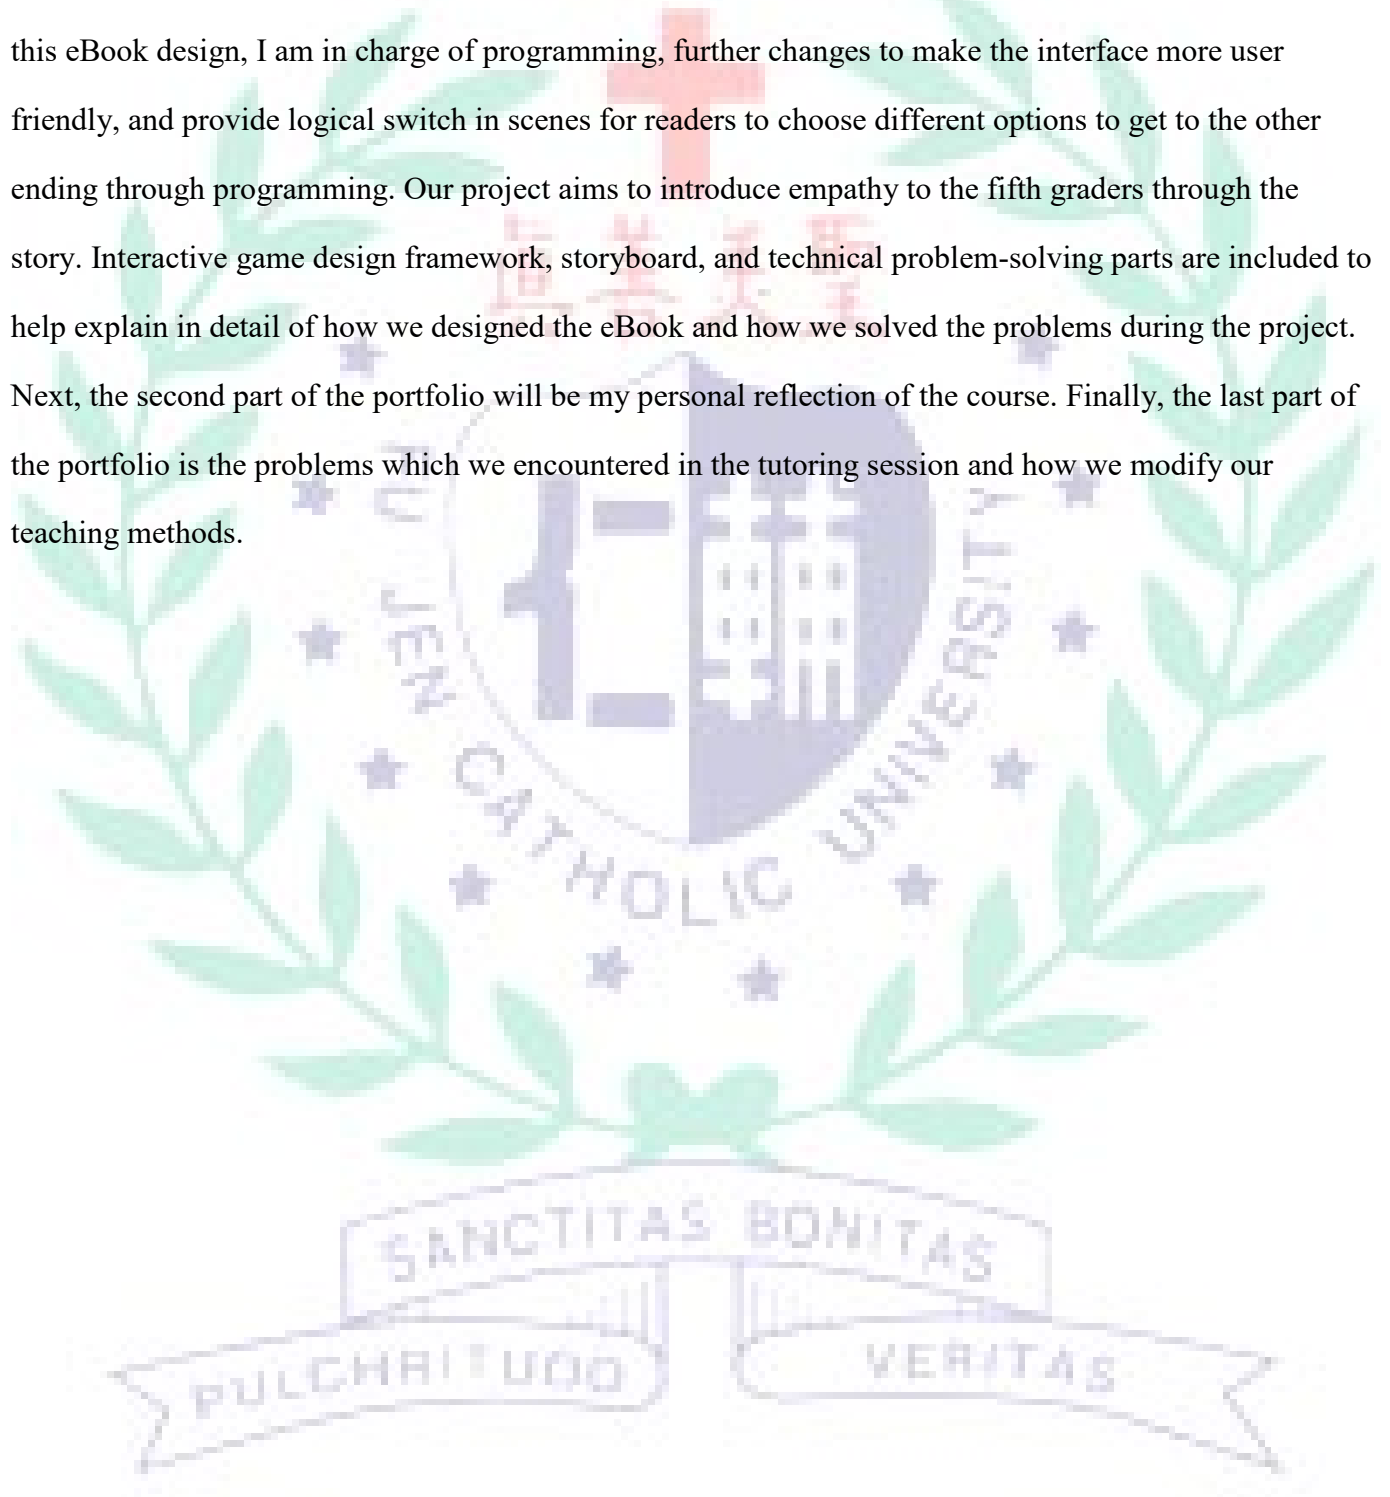 this eBook design, I am in charge of programming, further changes to make the interface more user
friendly, and provide logical switch in scenes for readers to choose different options to get to the other
ending through programming. Our project aims to introduce empathy to the fifth graders through the
story. Interactive game design framework, storyboard, and technical problem-solving parts are included to
help explain in detail of how we designed the eBook and how we solved the problems during the project.
Next, the second part of the portfolio will be my personal reflection of the course. Finally, the last part of
the portfolio is the problems which we encountered in the tutoring session and how we modify our
teaching methods.
FU JEN CATHOLIC UNIVERSITY
SANCTITAS BONITAS
PULCHRITUDO VERITAS